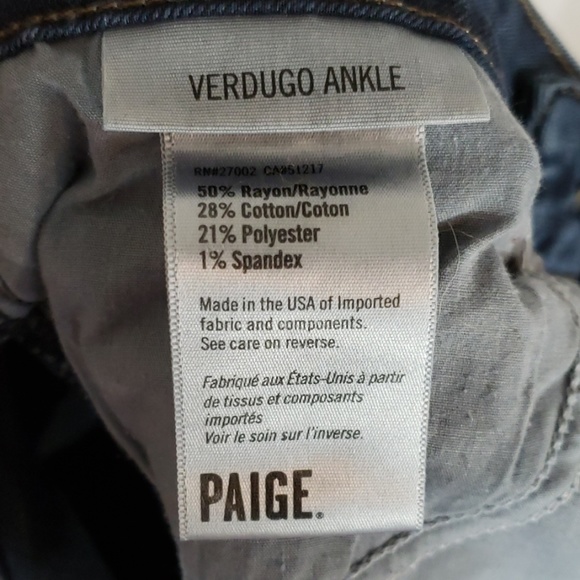 VERDUGO ANKLE
RN#27002 CA#51217
50% Rayon/Rayonne
28% Cotton/Coton
21% Polyester
1% Spandex
Made in the USA of Imported
fabric and components.
See care on reverse.
Fabriqué aux États-Unis à partir
de tissus et composants
importés
Voir le soin sur l'inverse.
PAIGE.